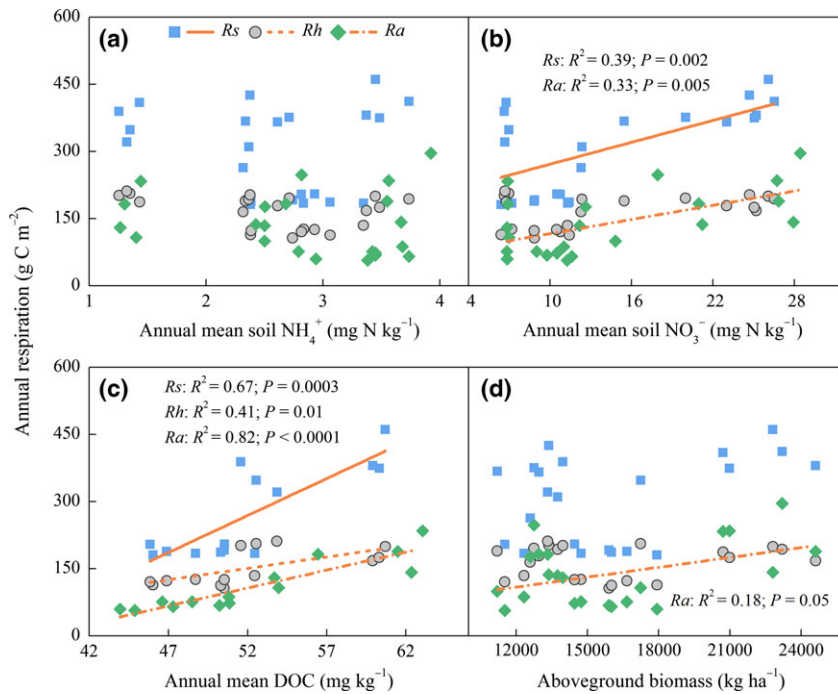 Annual respiration (g C m⁻²)
(a) Rs Rh Ra
600
450
300
150
0
1 2 3 4
Annual mean soil NH₄⁺ (mg N kg⁻¹)
(b)
Rs: R² = 0.39; P = 0.002
Ra: R² = 0.33; P = 0.005
4 10 16 22 28
Annual mean soil NO₃⁻ (mg N kg⁻¹)
(c)
Rs: R² = 0.67; P = 0.0003
Rh: R² = 0.41; P = 0.01
Ra: R² = 0.82; P < 0.0001
600
450
300
150
0
42 46 50 54 58 62
Annual mean DOC (mg kg⁻¹)
(d)
Ra: R² = 0.18; P = 0.05
12000 15000 18000 21000 24000
Aboveground biomass (kg ha⁻¹)